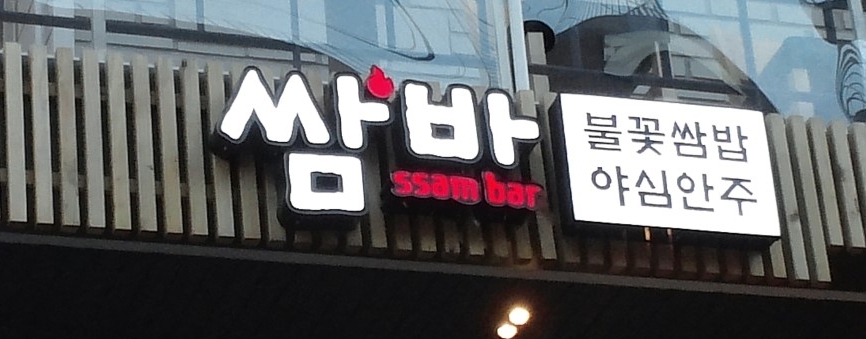 쌈바
ssam bar
불꽃쌈밥
야심안주